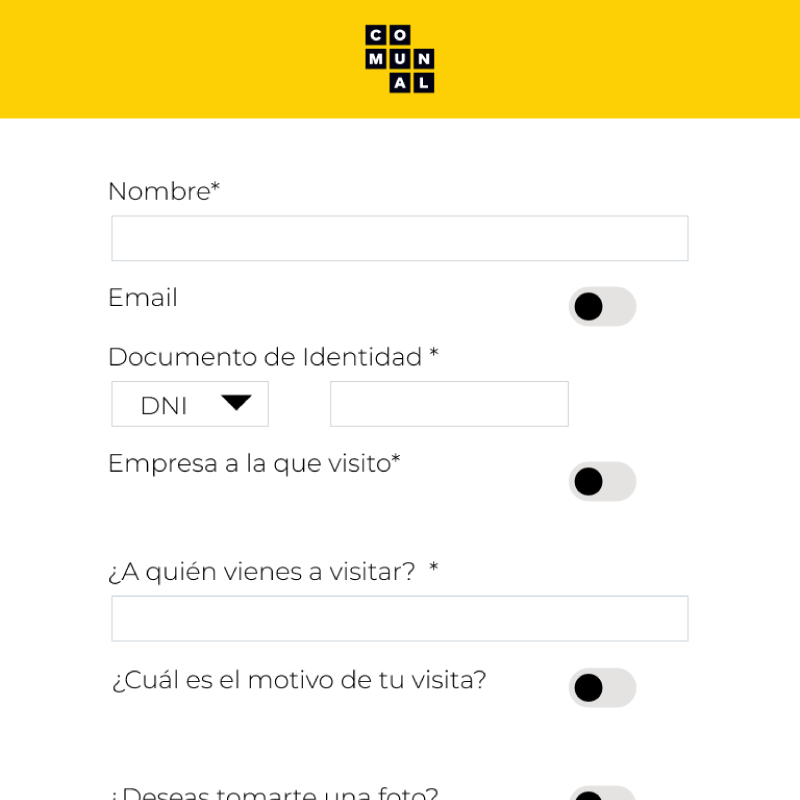 CO
MUN
AL
Nombre*
Email
Documento de Identidad *
DNI
Empresa a la que visito*
¿A quién vienes a visitar? *
¿Cuál es el motivo de tu visita?
¿Deseas tomarte una foto?